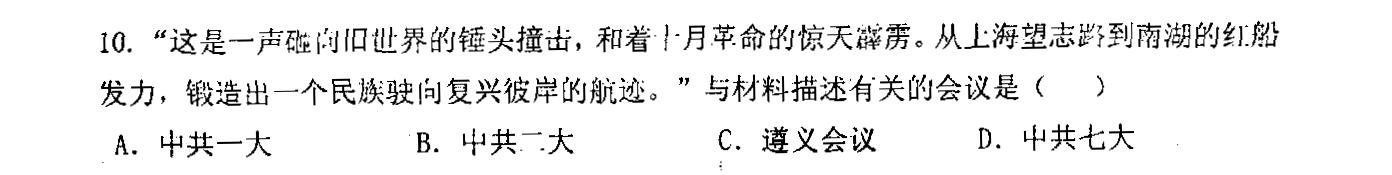 10. “这是一声砸向旧世界的锤头撞击，和着十月革命的惊天霹雳。从上海望志路到南湖的红船
发力，锻造出一个民族驶向复兴彼岸的航迹。”与材料描述有关的会议是（　　）
A. 中共一大　　B. 中共二大　　C. 遵义会议　　D. 中共七大